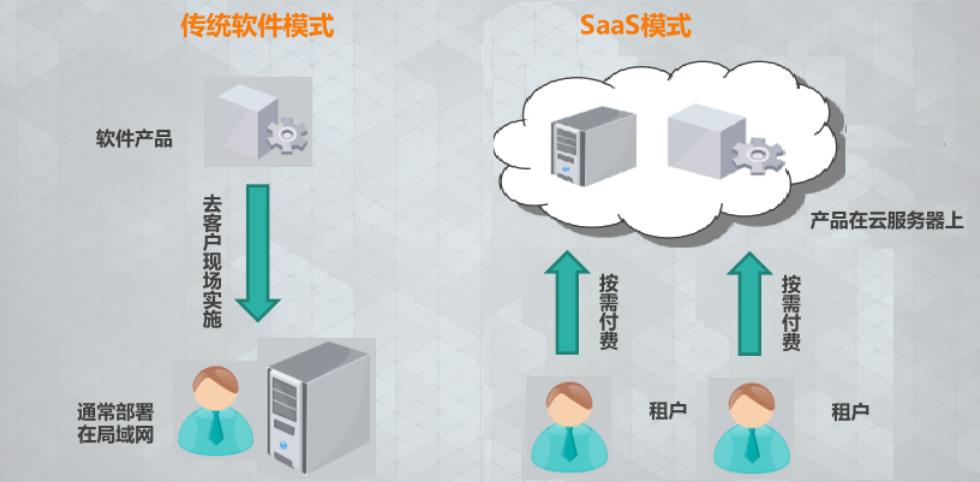 传统软件模式
SaaS模式
软件产品
去客户现场实施
通常部署
在局域网
产品在云服务器上
按需付费
按需付费
租户
租户